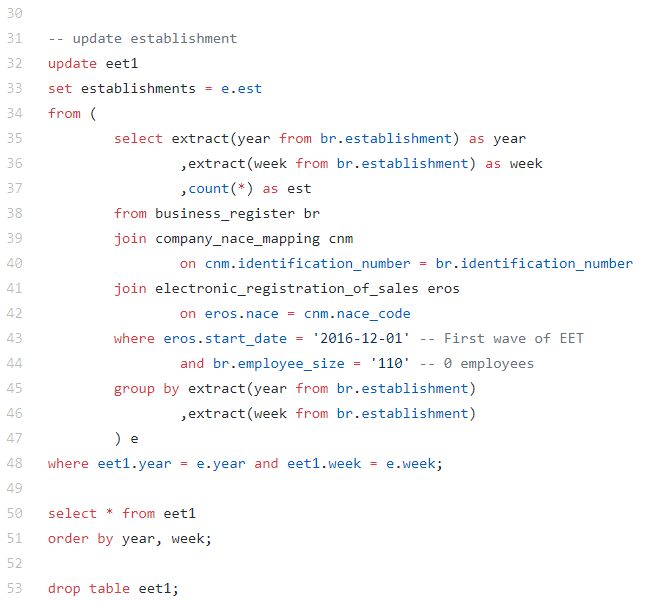 30
31 -- update establishment
32 update eet1
33 set establishments = e.est
34 from (
35 select extract(year from br.establishment) as year
36 ,extract(week from br.establishment) as week
37 ,count(*) as est
38 from business_register br
39 join company_nace_mapping cnm
40 on cnm.identification_number = br.identification_number
41 join electronic_registration_of_sales eros
42 on eros.nace = cnm.nace_code
43 where eros.start_date = '2016-12-01' -- First wave of EET
44 and br.employee_size = '110' -- 0 employees
45 group by extract(year from br.establishment)
46 ,extract(week from br.establishment)
47 ) e
48 where eet1.year = e.year and eet1.week = e.week;
49
50 select * from eet1
51 order by year, week;
52
53 drop table eet1;